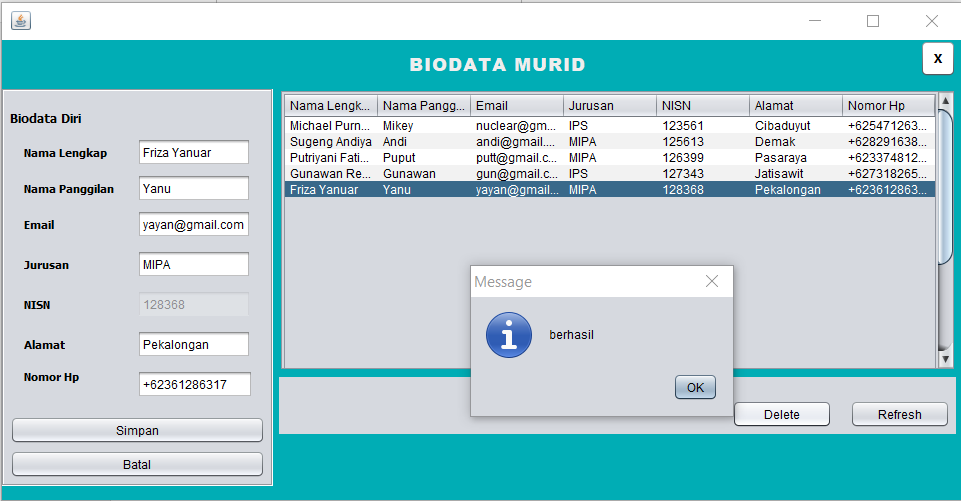 BIODATA MURID
X
Biodata Diri
Nama Lengkap Friza Yanuar
Nama Panggilan Yanu
Email yayan@gmail.com
Jurusan MIPA
NISN 128368
Alamat Pekalongan
Nomor Hp +62361286317
Simpan
Batal
Nama Lengk... Nama Pangg... Email Jurusan NISN Alamat Nomor Hp
Michael Purn... Mikey nuclear@gm... IPS 123561 Cibaduyut +625471263...
Sugeng Andiya Andi andi@gmail.... MIPA 125613 Demak +628291638...
Putriyani Fati... Puput putt@gmail.c... MIPA 126399 Pasaraya +623374812...
Gunawan Re... Gunawan gun@gmail.c... IPS 127343 Jatisawit +627318265...
Friza Yanuar Yanu yayan@gmail... MIPA 128368 Pekalongan +623612863...
Message
berhasil
OK
Delete Refresh